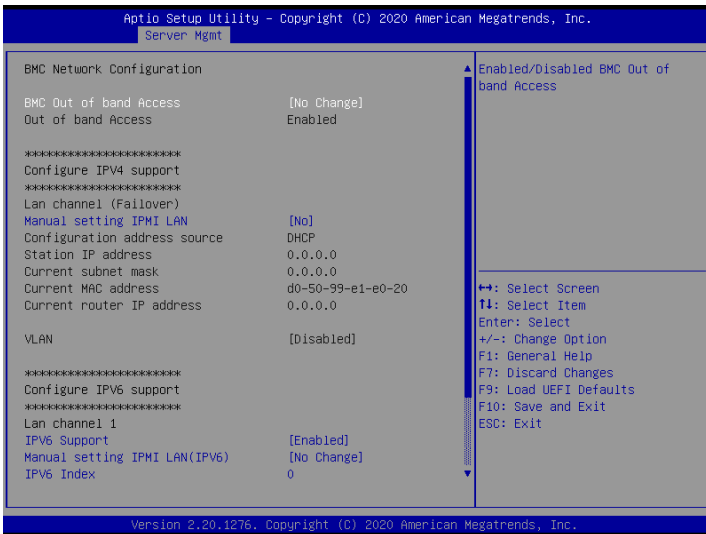 Aptio Setup Utility – Copyright (C) 2020 American Megatrends, Inc.
Server Mgmt
BMC Network Configuration
BMC Out of band Access [No Change]
Out of band Access Enabled
***********************
Configure IPV4 support
***********************
Lan channel (Failover)
Manual setting IPMI LAN [No]
Configuration address source DHCP
Station IP address 0.0.0.0
Current subnet mask 0.0.0.0
Current MAC address d0-50-99-e1-e0-20
Current router IP address 0.0.0.0
VLAN [Disabled]
***********************
Configure IPV6 support
***********************
Lan channel 1
IPV6 Support [Enabled]
Manual setting IPMI LAN(IPV6) [No Change]
IPV6 Index 0
Enabled/Disabled BMC Out of
band Access
↔: Select Screen
↑↓: Select Item
Enter: Select
+/-: Change Option
F1: General Help
F7: Discard Changes
F9: Load UEFI Defaults
F10: Save and Exit
ESC: Exit
Version 2.20.1276. Copyright (C) 2020 American Megatrends, Inc.